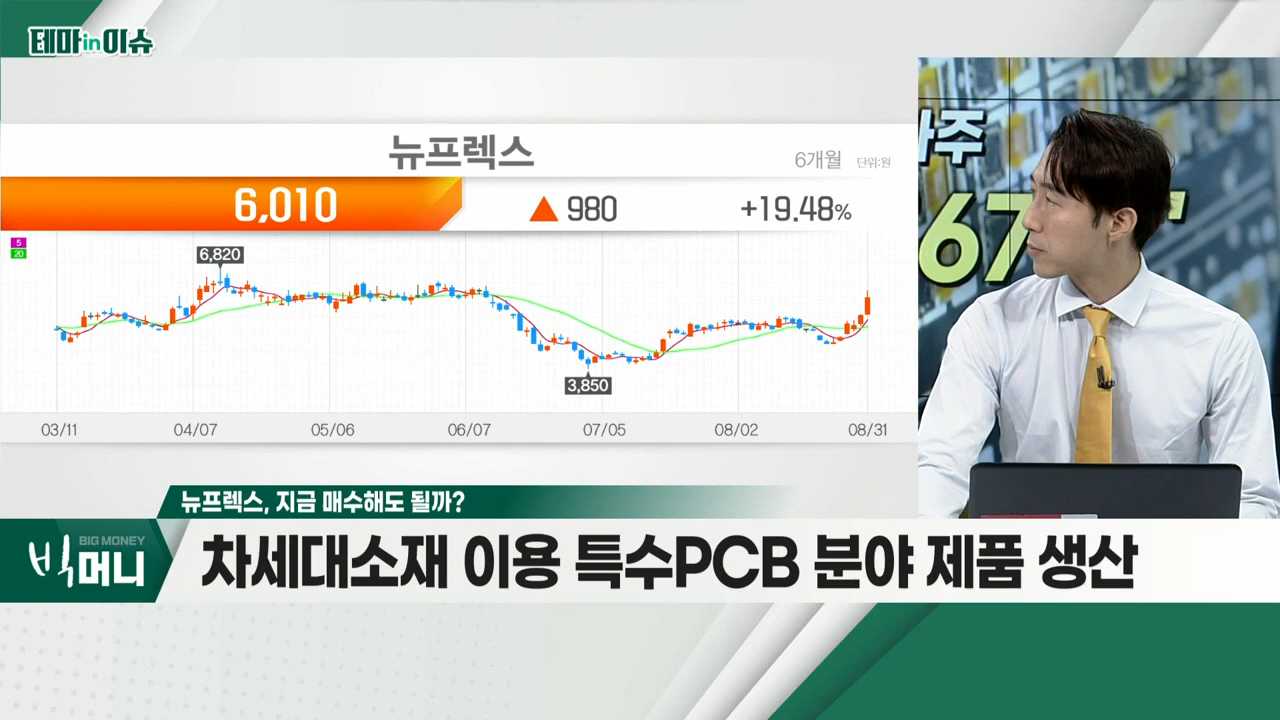 테마in이슈
뉴프렉스
6개월 단위:원
6,010 ▲ 980 +19.48%
5
20
6,820
3,850
03/11 04/07 05/06 06/07 07/05 08/02 08/31
주
67
뉴프렉스, 지금 매수해도 될까?
BIG MONEY
빅머니
차세대소재 이용 특수PCB 분야 제품 생산